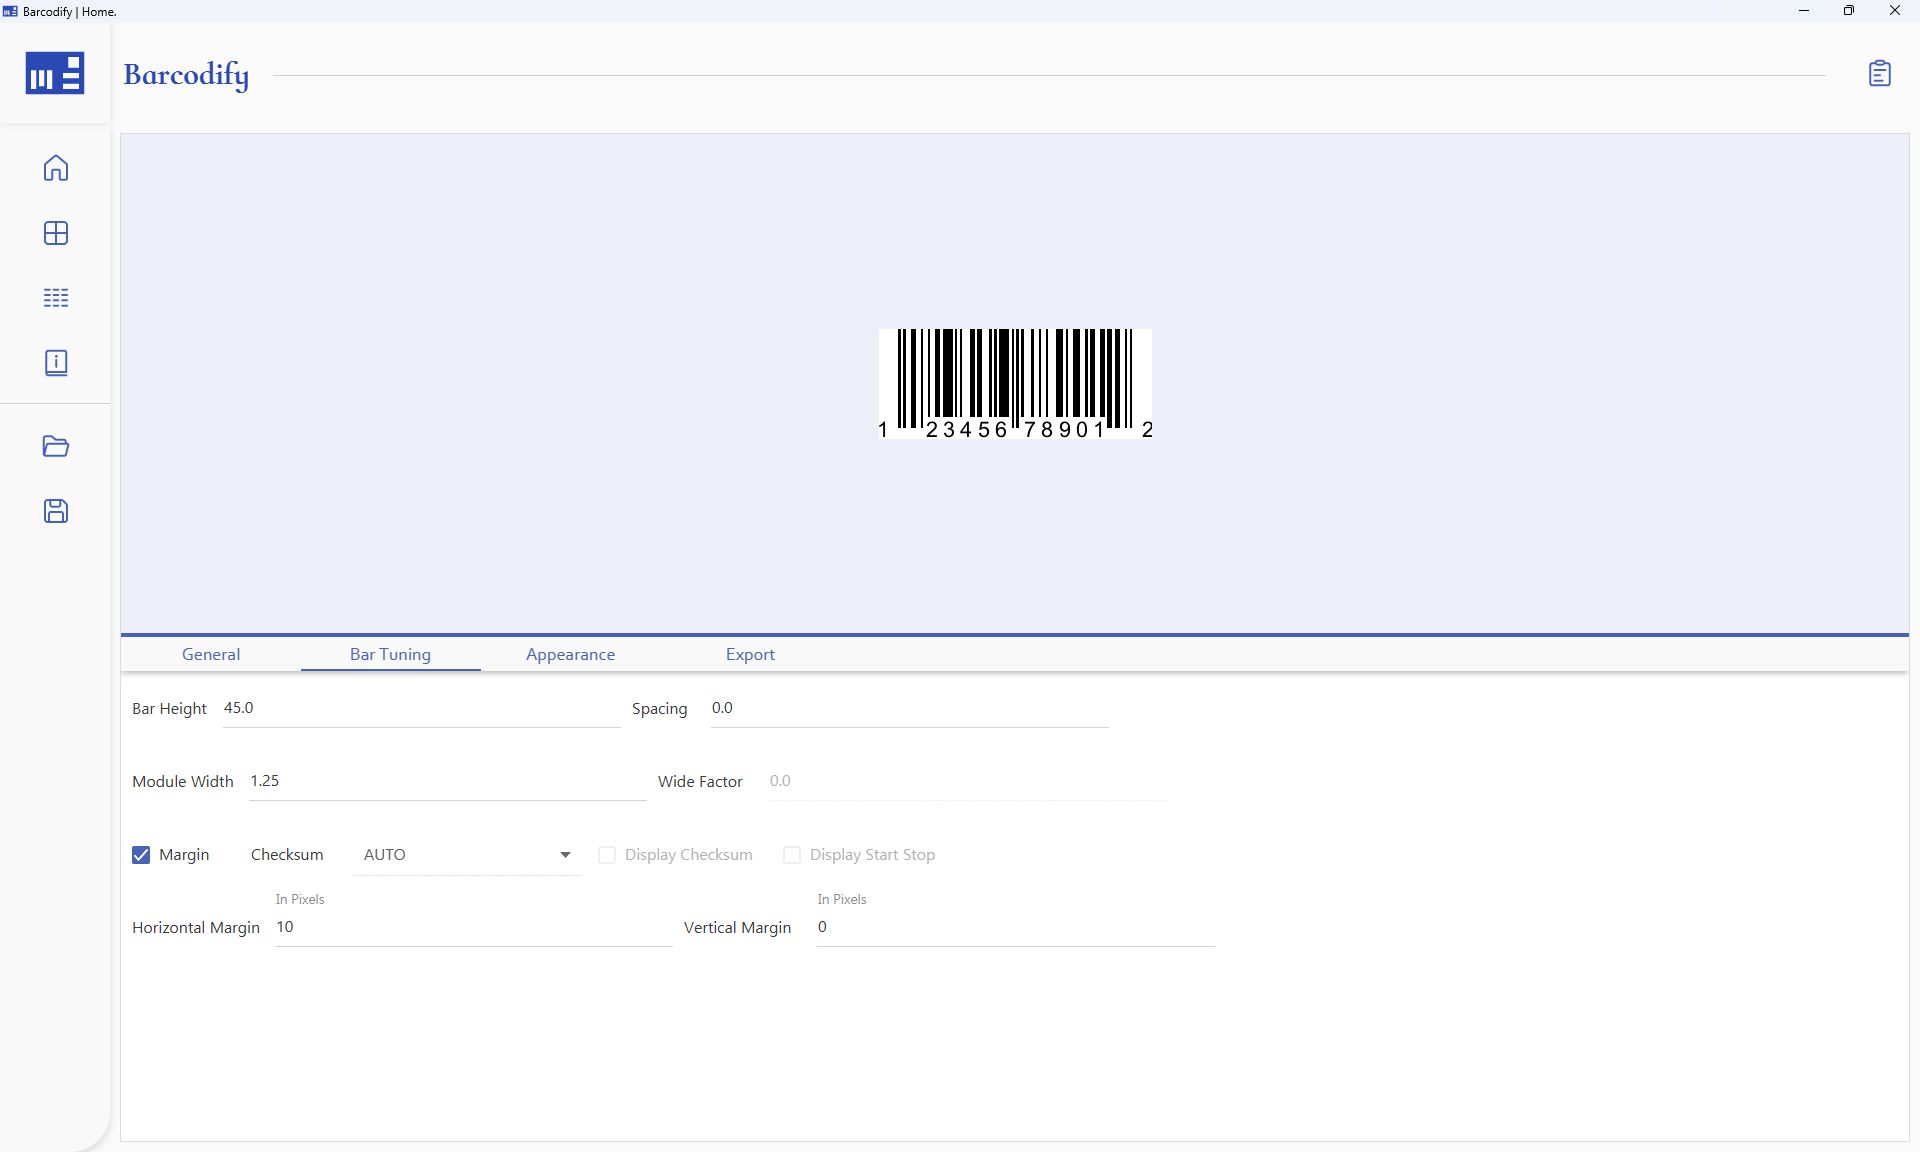 Barcodify | Home.
Barcodify
1 23456 78901 2
General Bar Tuning Appearance Export
Bar Height 45.0 Spacing 0.0
Module Width 1.25 Wide Factor 0.0
Margin Checksum AUTO Display Checksum Display Start Stop
In Pixels In Pixels
Horizontal Margin 10 Vertical Margin 0